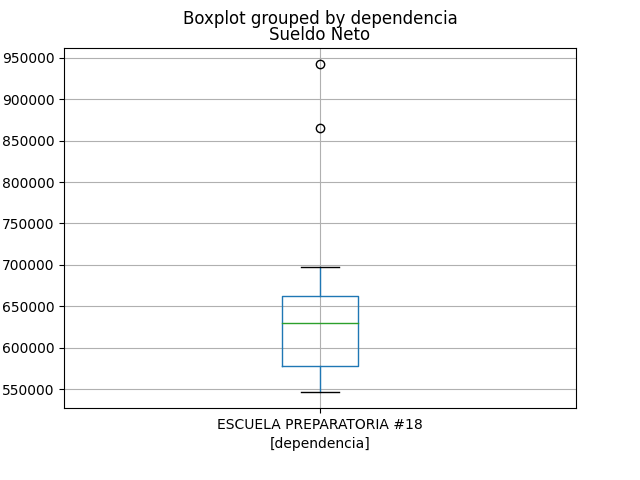 Boxplot grouped by dependencia
Sueldo Neto
950000
900000
850000
800000
750000
700000
650000
600000
550000
ESCUELA PREPARATORIA #18
[dependencia]